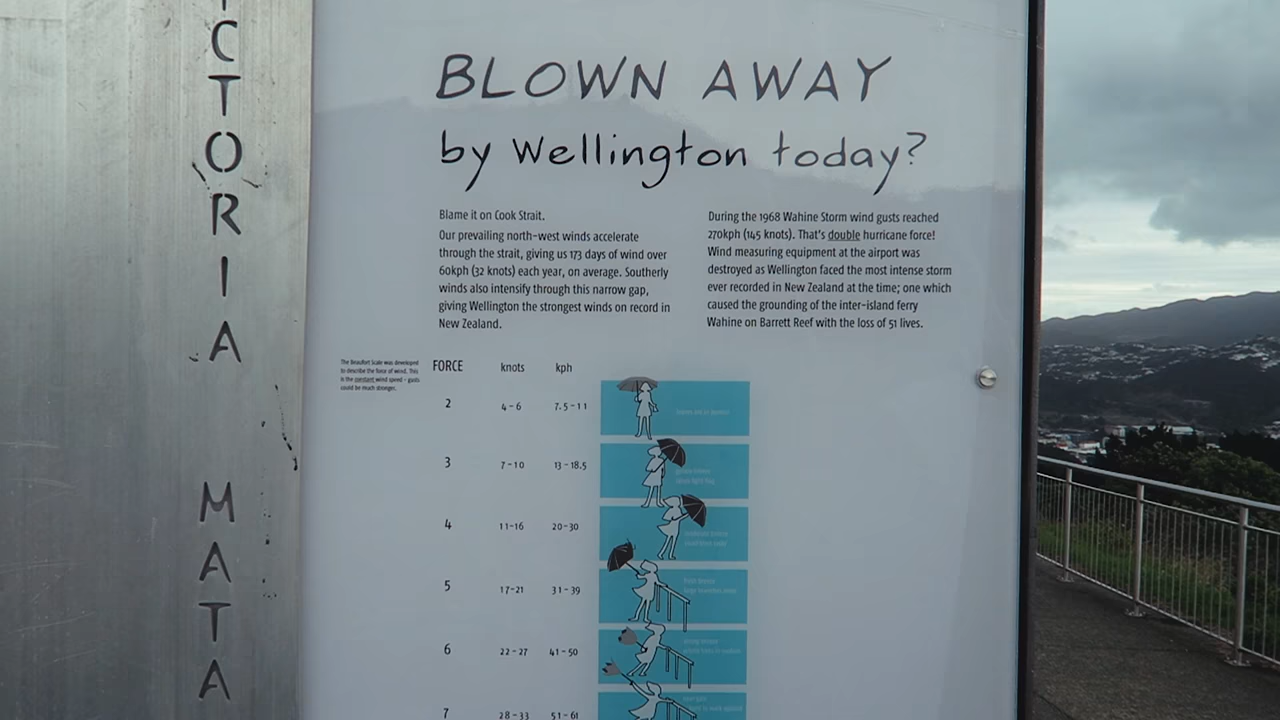 CTORIA MATA
BLOWN AWAY
by Wellington today?
Blame it on Cook Strait.
Our prevailing north-west winds accelerate
through the strait, giving us 173 days of wind over
60kph (32 knots) each year, on average. Southerly
winds also intensify through this narrow gap,
giving Wellington the strongest winds on record in
New Zealand.
During the 1968 Wahine Storm wind gusts reached
270kph (145 knots). That's double hurricane force!
Wind measuring equipment at the airport was
destroyed as Wellington faced the most intense storm
ever recorded in New Zealand at the time; one which
caused the grounding of the inter-island ferry
Wahine on Barrett Reef with the loss of 51 lives.
The Beaufort Scale was developed
to describe the force of wind. This
is the constant wind speed - gusts
could be much stronger.
FORCE knots kph
2 4-6 7.5-11
3 7-10 13-18.5
4 11-16 20-30
5 17-21 31-39
6 22-27 41-50
7 28-33 51-61